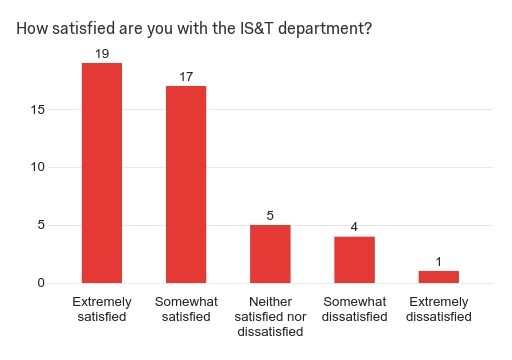 How satisfied are you with the IS&T department?
19
17
15
10
5
5
4
1
0
Extremely
satisfied
Somewhat
satisfied
Neither
satisfied nor
dissatisfied
Somewhat
dissatisfied
Extremely
dissatisfied